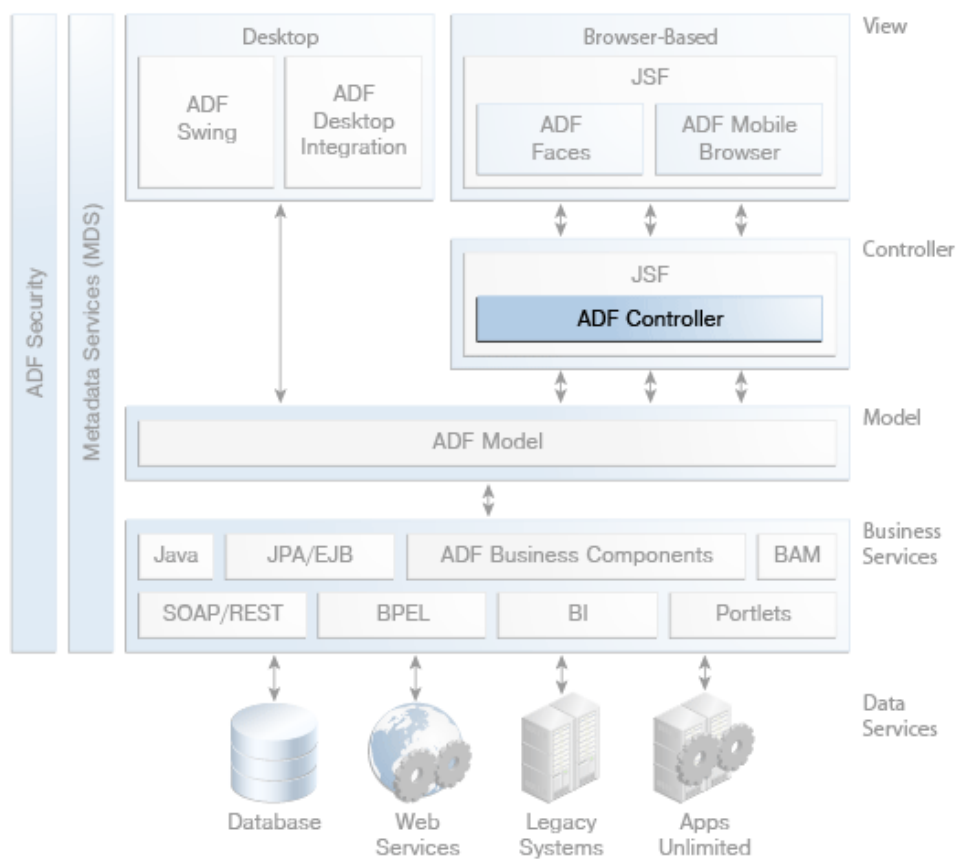 Desktop
Browser-Based
View
JSF
ADF
Swing
ADF
Desktop
Integration
ADF
Faces
ADF Mobile
Browser
Controller
JSF
ADF Controller
ADF Security
Metadata Services (MDS)
Model
ADF Model
Business
Services
Java
JPA/EJB
ADF Business Components
BAM
SOAP/REST
BPEL
BI
Portlets
Data
Services
Database
Web
Services
Legacy
Systems
Apps
Unlimited